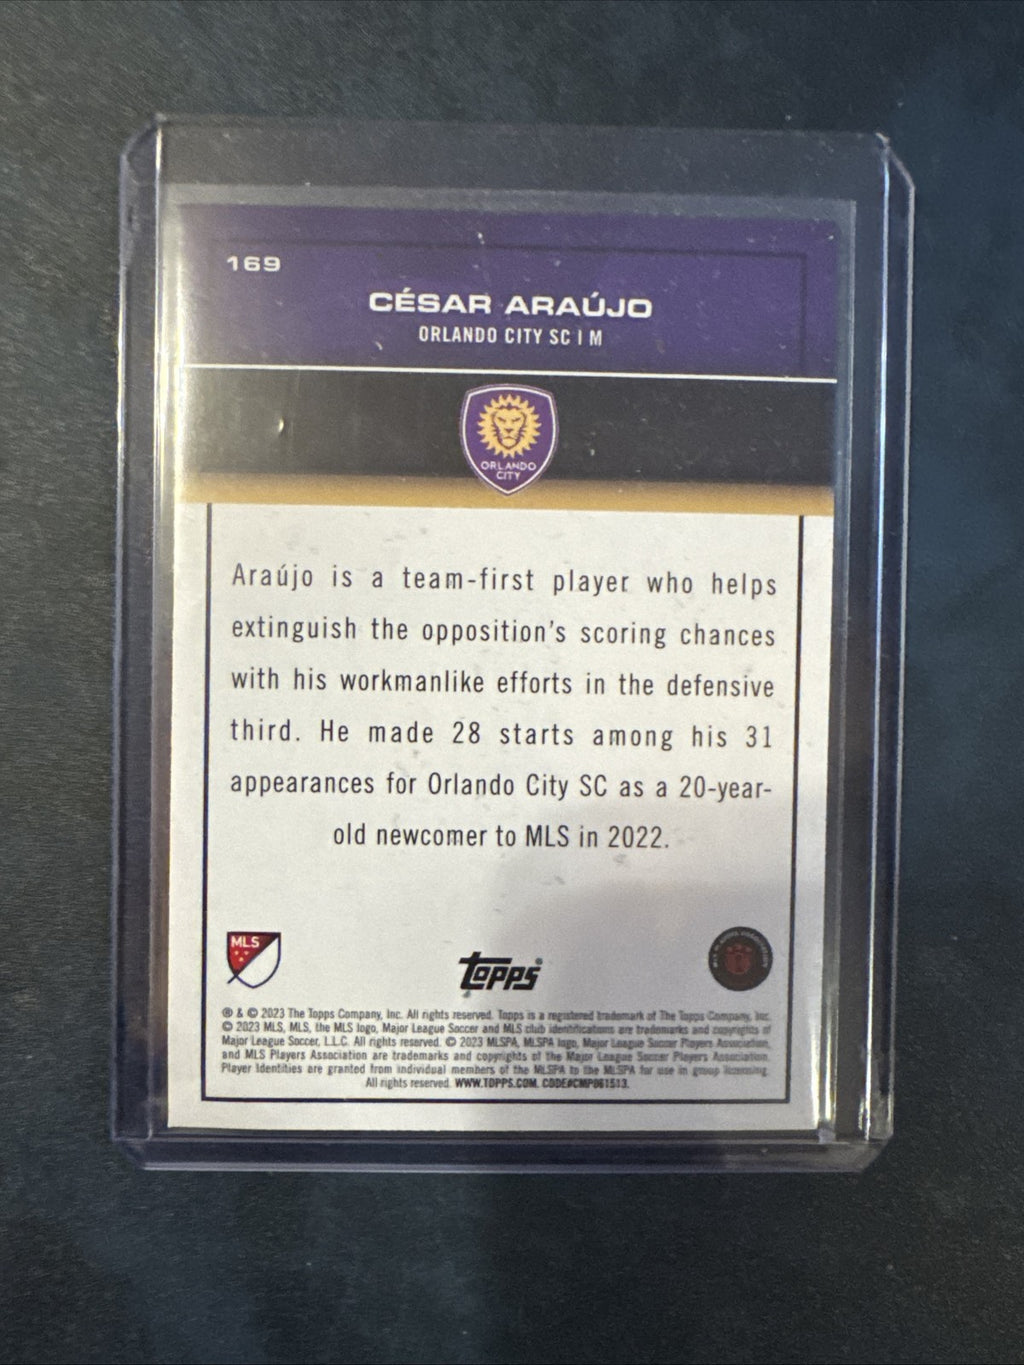 169
CÉSAR ARAÚJO
ORLANDO CITY SC | M
ORLANDO
CITY
Araújo is a team-first player who helps
extinguish the opposition's scoring chances
with his workmanlike efforts in the defensive
third. He made 28 starts among his 31
appearances for Orlando City SC as a 20-year-
old newcomer to MLS in 2022.
MLS
Topps®
® & © 2023 The Topps Company, Inc. All rights reserved. Topps is a registered trademark of The Topps Company, Inc.
© 2023 MLS, MLS, the MLS logo, Major League Soccer and MLS club identifications are trademarks and copyrights of
Major League Soccer, L.L.C. All rights reserved. © 2023 MLSPA, MLSPA logo, Major League Soccer Players Association,
and MLS Players Association are trademarks and copyrights of the Major League Soccer Players Association.
Player Identities are granted from individual members of the MLSPA to the MLSPA for use in group licensing.
All rights reserved. WWW.TOPPS.COM. CODE#CMP061513.